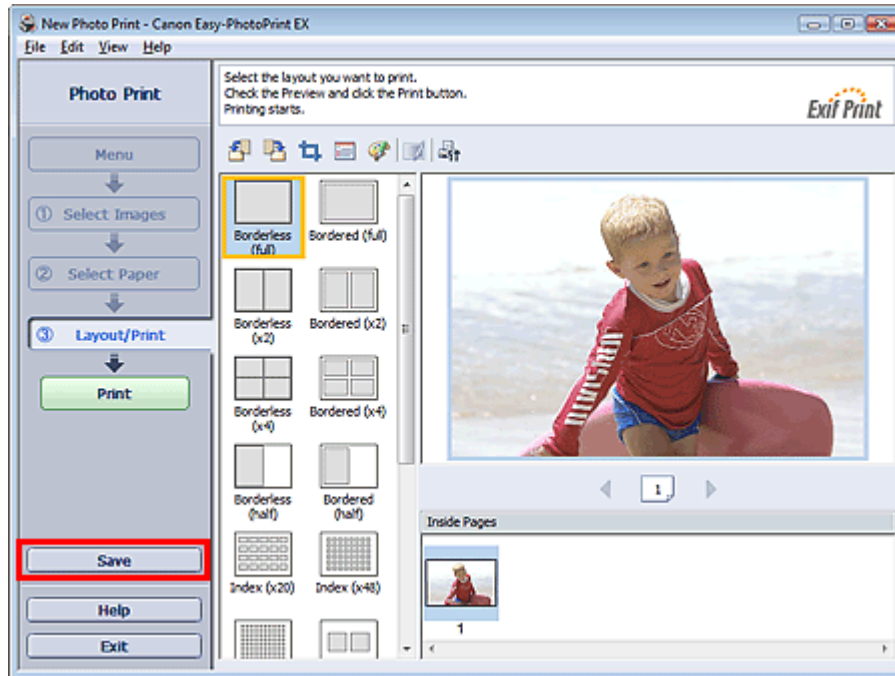 New Photo Print - Canon Easy-PhotoPrint EX
File Edit View Help
Photo Print
Menu
① Select Images
② Select Paper
③ Layout/Print
Print
Save
Help
Exit
Select the layout you want to print.
Check the Preview and click the Print button.
Printing starts.
Exif Print
Borderless
(full)
Bordered (full)
Borderless
(x2)
Bordered (x2)
Borderless
(x4)
Bordered (x4)
Borderless
(half)
Bordered
(half)
Index (x20)
Index (x48)
1
Inside Pages
1